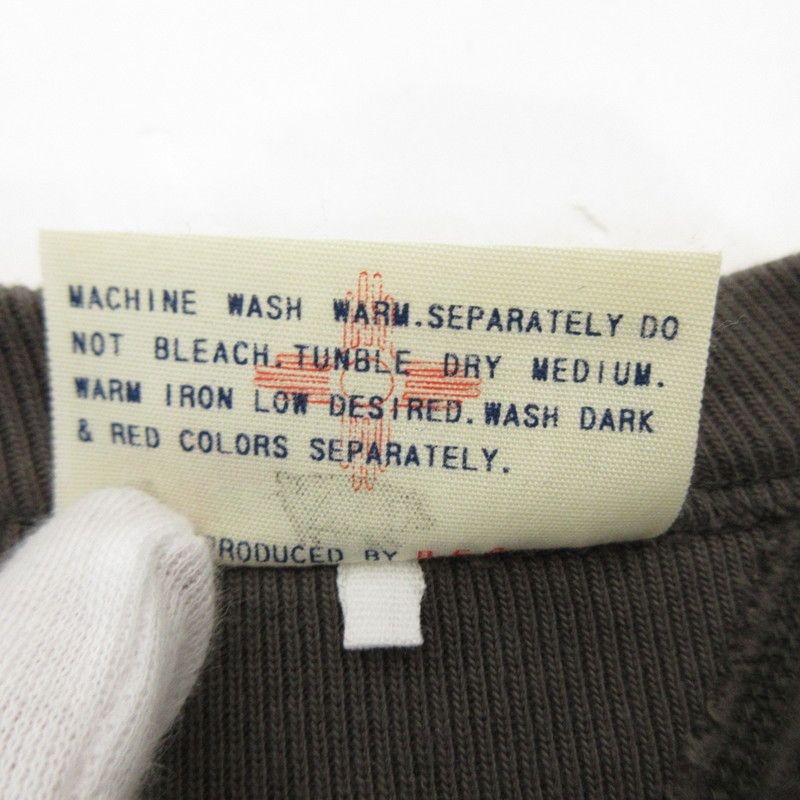 MACHINE WASH WARM.SEPARATELY DO
NOT BLEACH.TUNBLE DRY MEDIUM.
WARM IRON LOW DESIRED.WASH DARK
& RED COLORS SEPARATELY.
PRODUCED BY